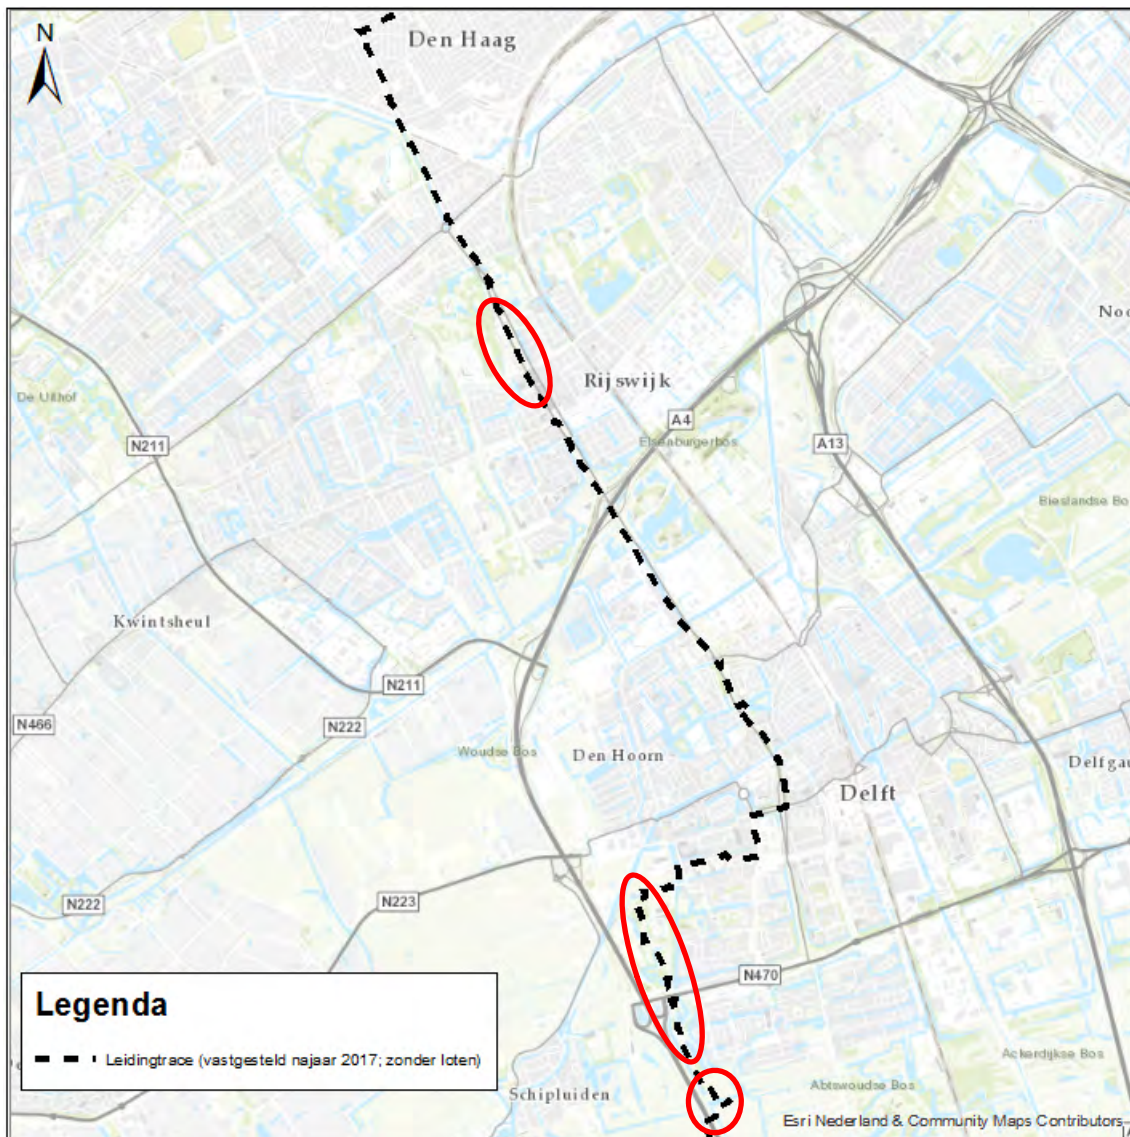 N
Den Haag
Noo
Rijswijk
De Uithof
A4
N211
Elsenburgerbos
A13
Bieslandse Bo
Kwintsheul
N211
N466
N222
Woudse Bos
Den Hoorn
Delfgau
Delft
N222
N223
N470
Legenda
Leidingtrace (vastgesteld najaar 2017; zonder loten)
Ackerdijkse Bos
Schipluiden
Abtswoudse Bos
Esri Nederland & Community Maps Contributors